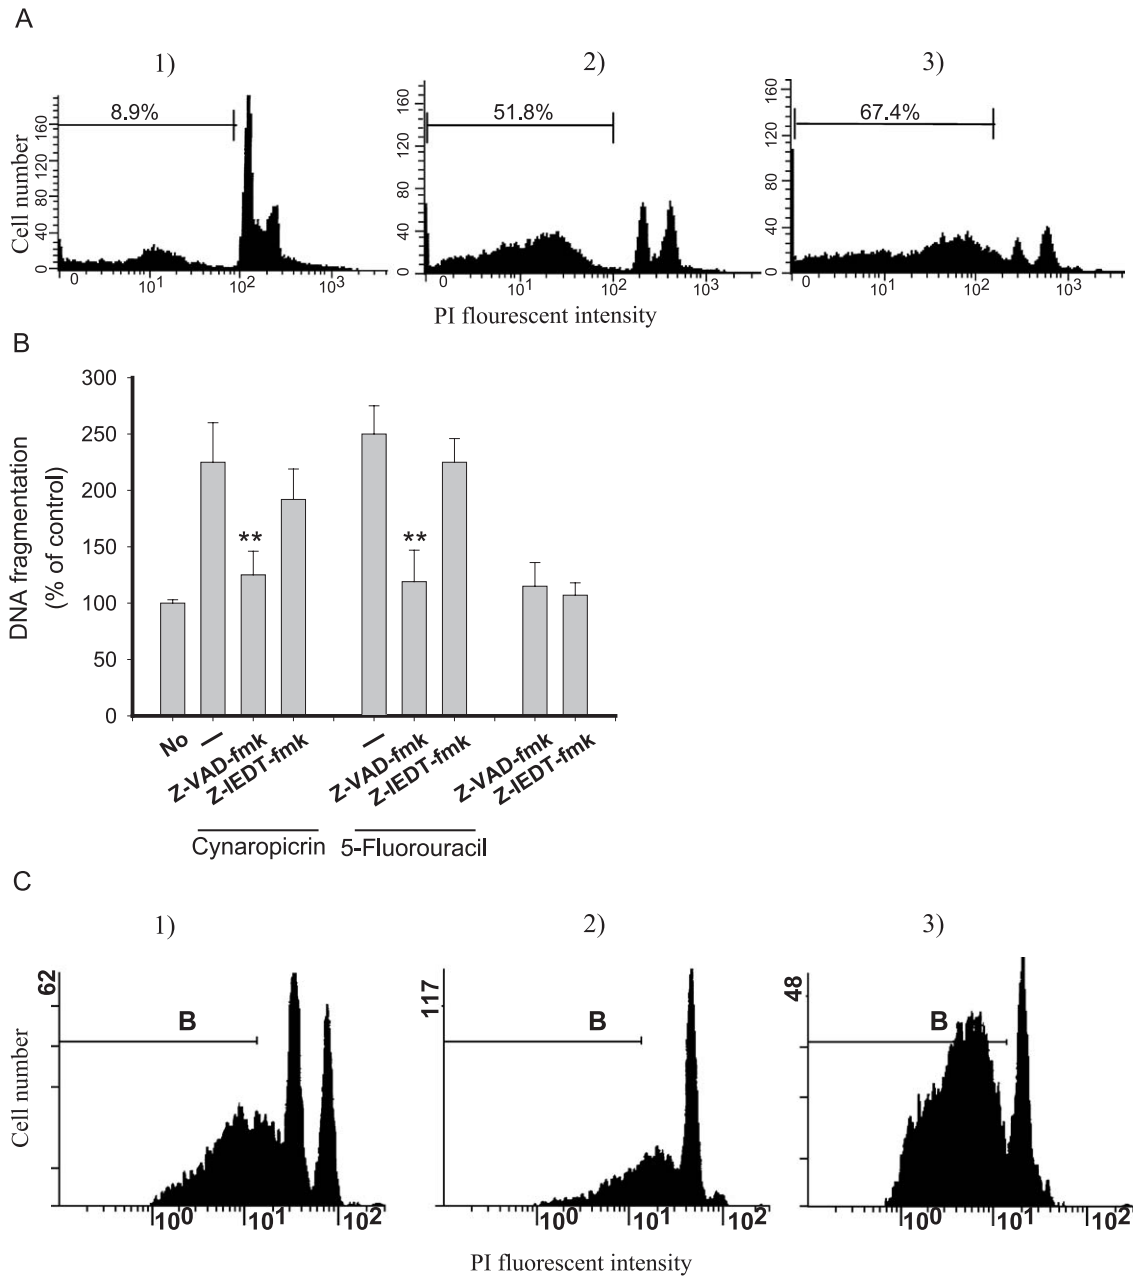 A
1) 2) 3)
8.9% 51.8% 67.4%
Cell number
0 40 80 120 160
0 40 80 120 160
0 40 80 120 160
0 10¹ 10² 10³
0 10¹ 10² 10³
0 10¹ 10² 10³
PI flourescent intensity
B
DNA fragmentation
(% of control)
300
250
200
150
100
50
0
** **
No — Z-VAD-fmk Z-IEDT-fmk — Z-VAD-fmk Z-IEDT-fmk Z-VAD-fmk Z-IEDT-fmk
Cynaropicrin 5-Fluorouracil
C
1) 2) 3)
62 117 48
B B B
Cell number
10⁰ 10¹ 10²
10⁰ 10¹ 10²
10⁰ 10¹ 10²
PI fluorescent intensity